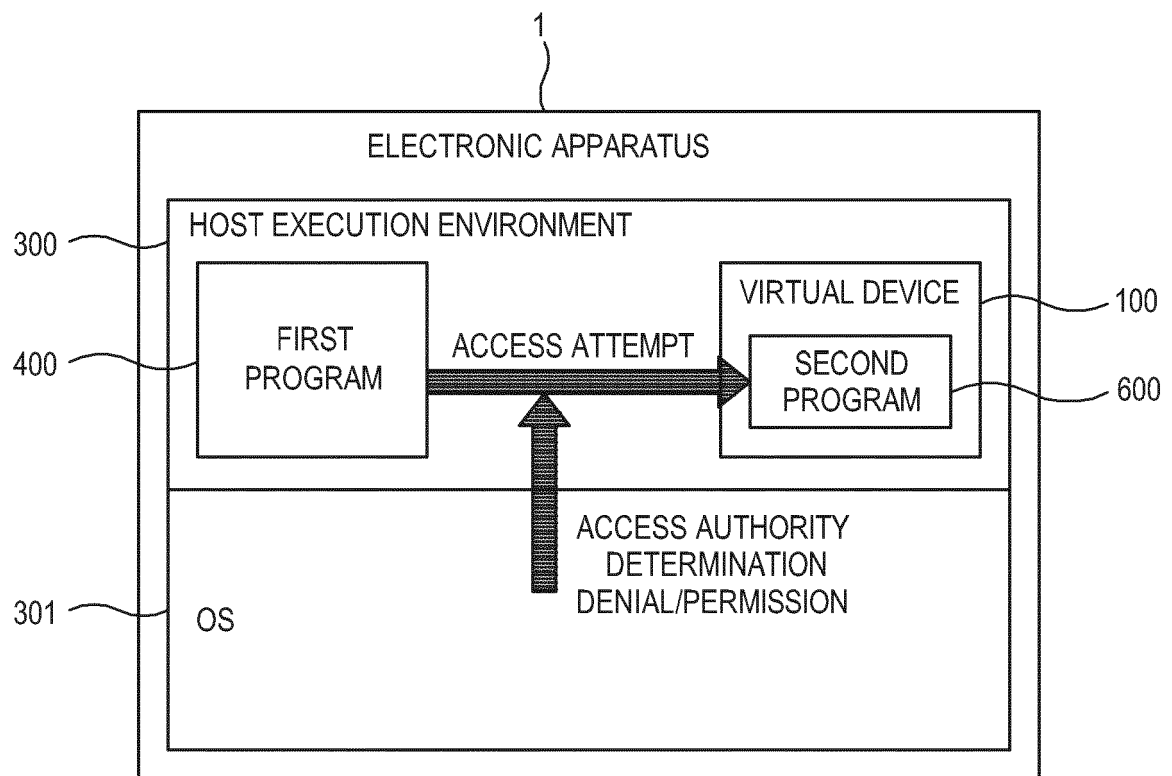 1
ELECTRONIC APPARATUS
HOST EXECUTION ENVIRONMENT
300
VIRTUAL DEVICE
100
FIRST
PROGRAM
400
ACCESS ATTEMPT
SECOND
PROGRAM
600
ACCESS AUTHORITY
DETERMINATION
DENIAL/PERMISSION
301
OS